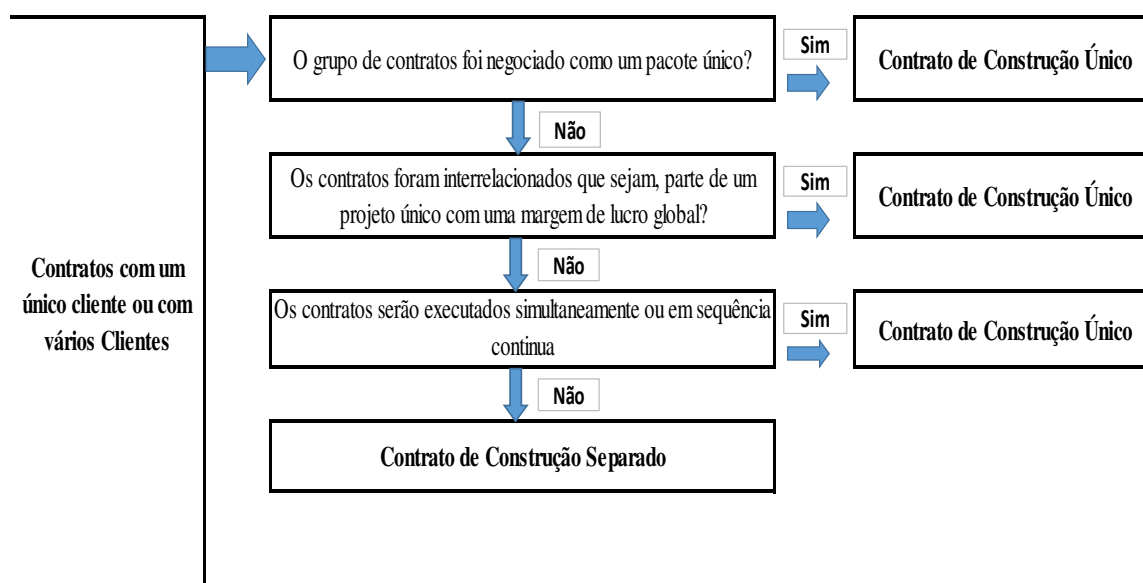 O grupo de contratos foi negociado como um pacote único?
Sim
Contrato de Construção Único
Não
Os contratos foram interrelacionados que sejam, parte de um
projeto único com uma margem de lucro global?
Sim
Contrato de Construção Único
Não
Contratos com um
único cliente ou com
vários Clientes
Os contratos serão executados simultaneamente ou em sequência
continua
Sim
Contrato de Construção Único
Não
Contrato de Construção Separado